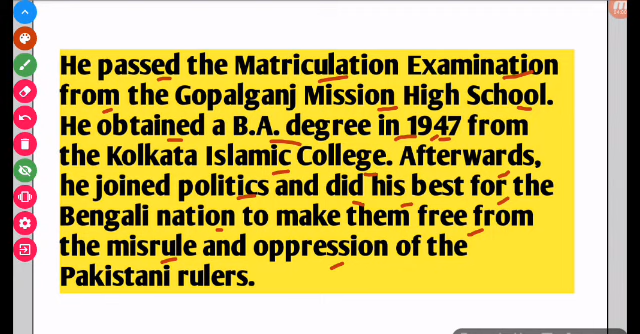 He passed the Matriculation Examination
from the Gopalganj Mission High School.
He obtained a B.A. degree in 1947 from
the Kolkata Islamic College. Afterwards,
he joined politics and did his best for the
Bengali nation to make them free from
the misrule and oppression of the
Pakistani rulers.